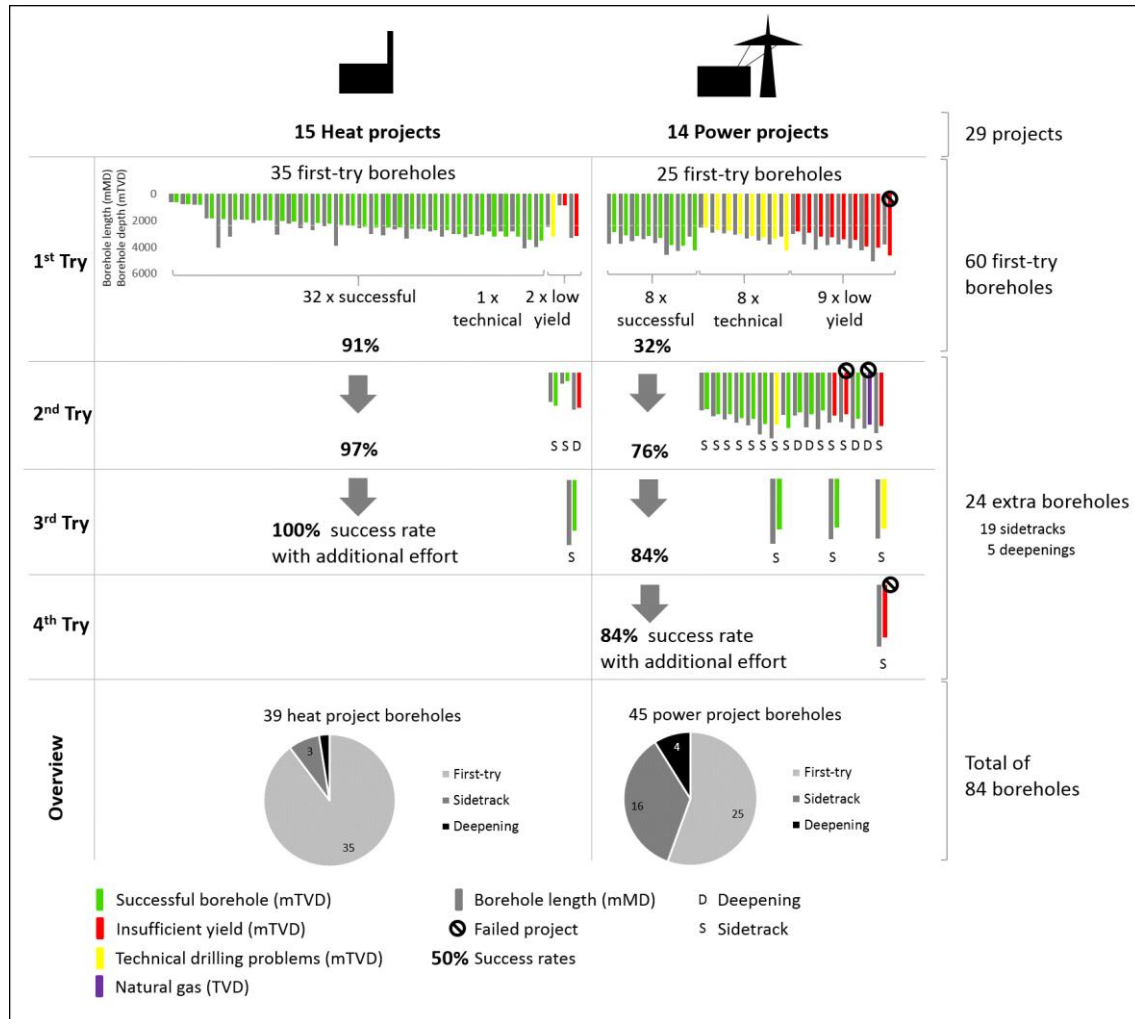 15 Heat projects
14 Power projects
29 projects
1st Try
Borehole length (mMD)
Borehole depth (mTVD)
0
2000
4000
6000
35 first-try boreholes
32 x successful
1 x
technical
2 x low
yield
91%
25 first-try boreholes
8 x
successful
8 x
technical
9 x low
yield
32%
60 first-try
boreholes
2nd Try
97%
S S D
76%
S S S S S S S S D D S S S D D S
3rd Try
100% success rate
with additional effort
S
84%
S
S
S
24 extra boreholes
19 sidetracks
5 deepenings
4th Try
84% success rate
with additional effort
S
Overview
39 heat project boreholes
3
35
First-try
Sidetrack
Deepening
45 power project boreholes
4
16
25
First-try
Sidetrack
Deepening
Total of
84 boreholes
Successful borehole (mTVD)
Insufficient yield (mTVD)
Technical drilling problems (mTVD)
Natural gas (TVD)
Borehole length (mMD)
Failed project
50% Success rates
D Deepening
S Sidetrack